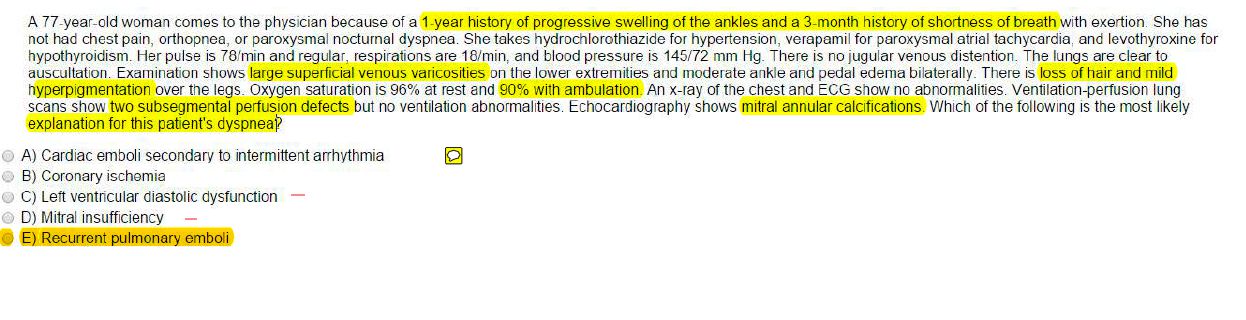 A 77-year-old woman comes to the physician because of a 1-year history of progressive swelling of the ankles and a 3-month history of shortness of breath with exertion. She has
not had chest pain, orthopnea, or paroxysmal nocturnal dyspnea. She takes hydrochlorothiazide for hypertension, verapamil for paroxysmal atrial tachycardia, and levothyroxine for
hypothyroidism. Her pulse is 78/min and regular, respirations are 18/min, and blood pressure is 145/72 mm Hg. There is no jugular venous distention. The lungs are clear to
auscultation. Examination shows large superficial venous varicosities on the lower extremities and moderate ankle and pedal edema bilaterally. There is loss of hair and mild
hyperpigmentation over the legs. Oxygen saturation is 96% at rest and 90% with ambulation. An x-ray of the chest and ECG show no abnormalities. Ventilation-perfusion lung
scans show two subsegmental perfusion defects but no ventilation abnormalities. Echocardiography shows mitral annular calcifications. Which of the following is the most likely
explanation for this patient's dyspnea?
A) Cardiac emboli secondary to intermittent arrhythmia
B) Coronary ischemia
C) Left ventricular diastolic dysfunction
D) Mitral insufficiency
E) Recurrent pulmonary emboli